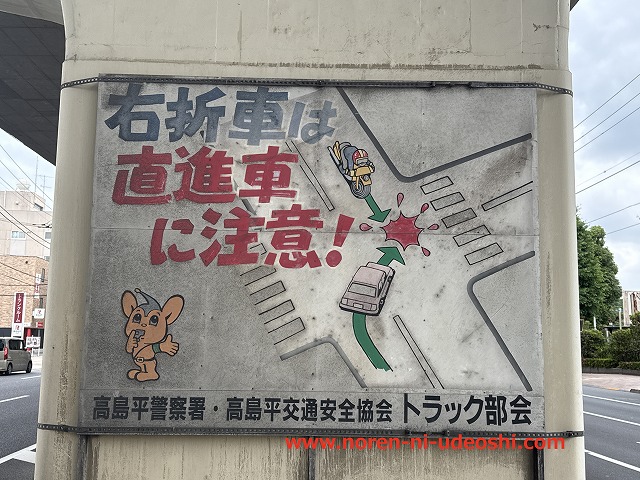 右折車は
直進車
に注意!
高島平警察署・高島平交通安全協会 トラック部会
www.noren-ni-udeoshi.com